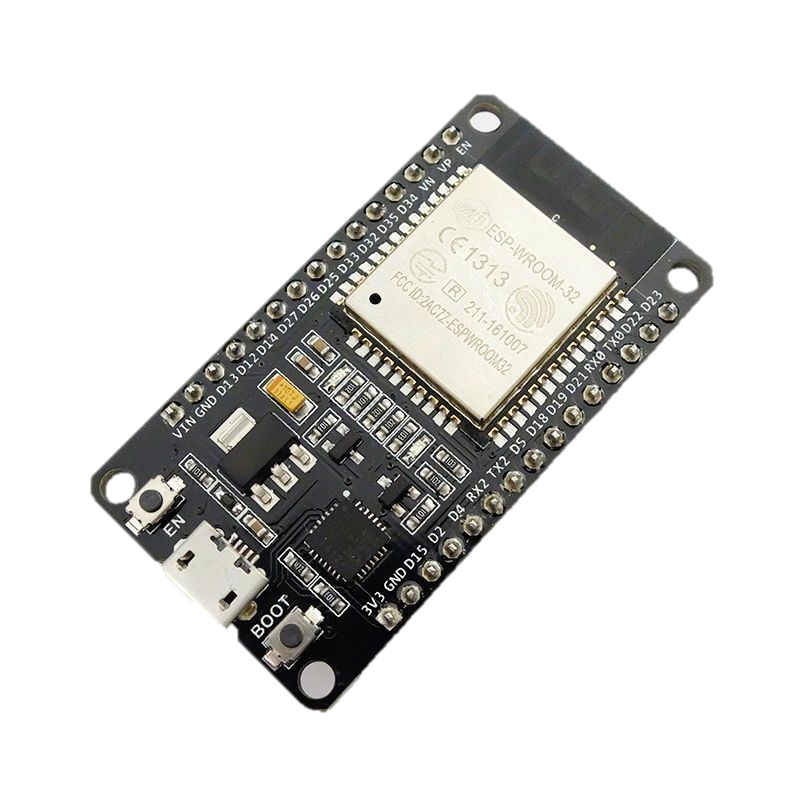 EN
VP
VN
D34
D35
D32
D33
D25
D26
D27
D14
D12
D13
GND
VIN
ESP-WROOM-32
CE1313
R 211-161007
FCC ID:2AC7Z-ESPWROOM32
D23
D22
TX0
RX0
D21
D19
D18
D5
TX2
RX2
D4
D2
D15
GND
3V3
EN
BOOT